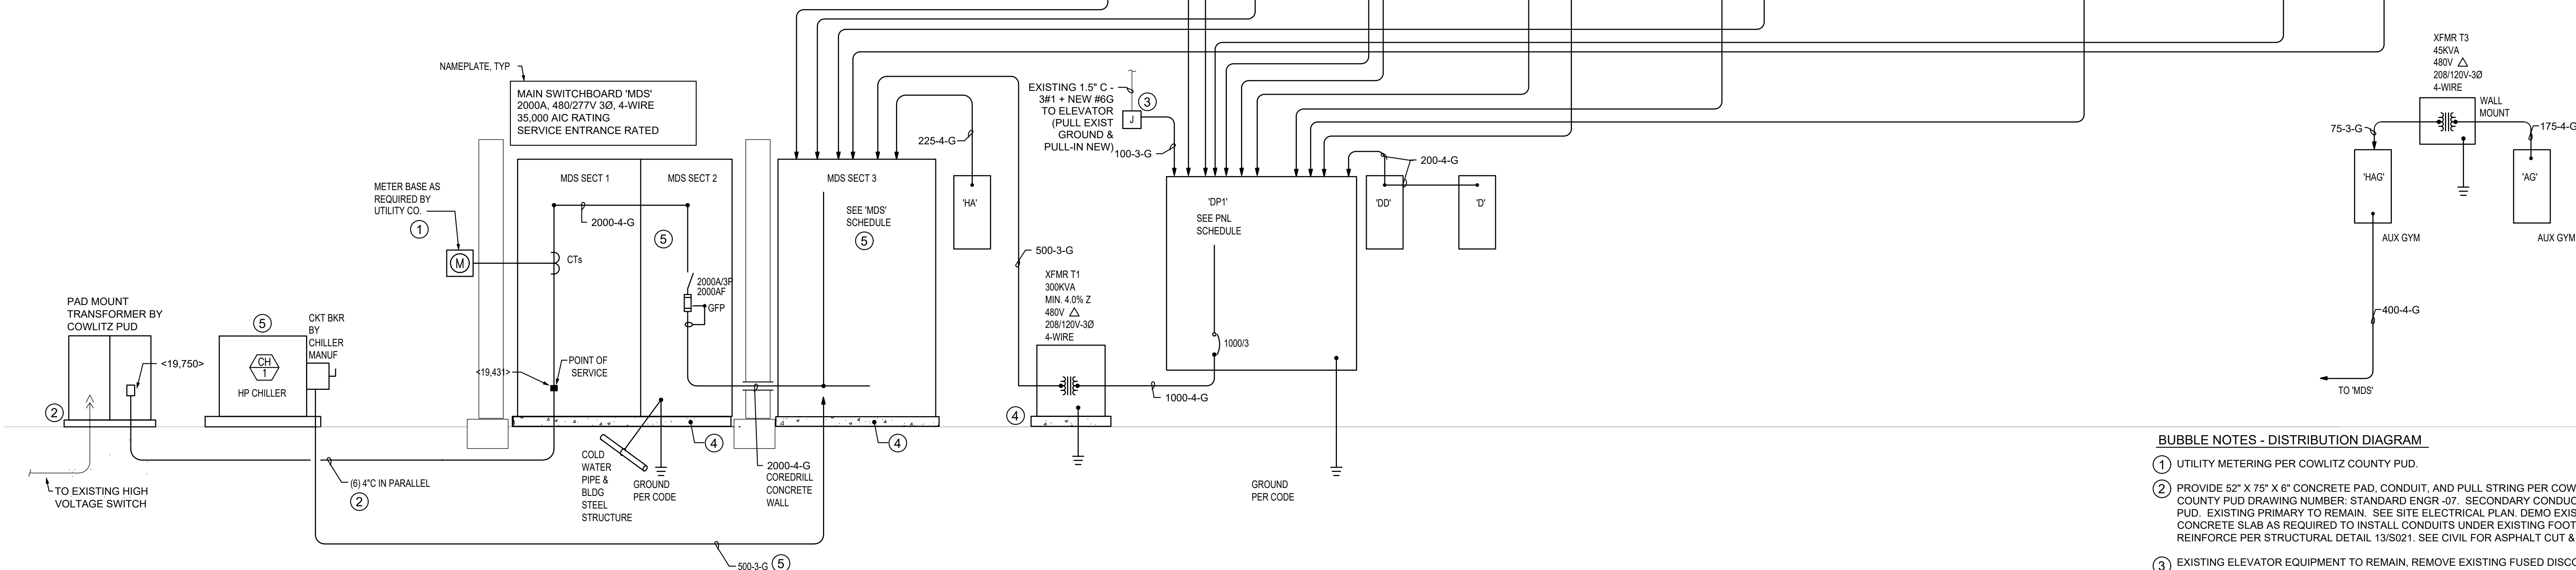 NAMEPLATE, TYP
MAIN SWITCHBOARD 'MDS'
2000A, 480/277V 3Ø, 4-WIRE
35,000 AIC RATING
SERVICE ENTRANCE RATED
METER BASE AS
REQUIRED BY
UTILITY CO.
1
M
PAD MOUNT
TRANSFORMER BY
COWLITZ PUD
<19,750>
2
TO EXISTING HIGH
VOLTAGE SWITCH
5
CH
1
HP CHILLER
CKT BKR
BY
CHILLER
MANUF
(6) 4"C IN PARALLEL
2
MDS SECT 1
MDS SECT 2
2000-4-G
5
CTs
2000A/3P
2000AF
GFP
POINT OF
SERVICE
<19,431>
4
COLD
WATER
PIPE &
BLDG
STEEL
STRUCTURE
GROUND
PER CODE
2000-4-G
COREDRILL
CONCRETE
WALL
500-3-G
5
MDS SECT 3
SEE 'MDS'
SCHEDULE
5
4
225-4-G
'HA'
500-3-G
XFMR T1
300KVA
MIN. 4.0% Z
480V △
208/120V-3Ø
4-WIRE
4
1000-4-G
EXISTING 1.5" C -
3#1 + NEW #6G
TO ELEVATOR
(PULL EXIST
GROUND &
PULL-IN NEW)
3
J
100-3-G
'DP1'
SEE PNL
SCHEDULE
1000/3
GROUND
PER CODE
200-4-G
'DD'
'D'
XFMR T3
45KVA
480V △
208/120V-3Ø
4-WIRE
WALL
MOUNT
75-3-G
175-4-G
'HAG'
'AG'
AUX GYM
AUX GYM
400-4-G
TO 'MDS'
BUBBLE NOTES - DISTRIBUTION DIAGRAM
1 UTILITY METERING PER COWLITZ COUNTY PUD.
2 PROVIDE 52" X 75" X 6" CONCRETE PAD, CONDUIT, AND PULL STRING PER COW
COUNTY PUD DRAWING NUMBER: STANDARD ENGR -07. SECONDARY CONDUC
PUD. EXISTING PRIMARY TO REMAIN. SEE SITE ELECTRICAL PLAN. DEMO EXIS
CONCRETE SLAB AS REQUIRED TO INSTALL CONDUITS UNDER EXISTING FOOT
REINFORCE PER STRUCTURAL DETAIL 13/S021. SEE CIVIL FOR ASPHALT CUT &
3 EXISTING ELEVATOR EQUIPMENT TO REMAIN, REMOVE EXISTING FUSED DISCO